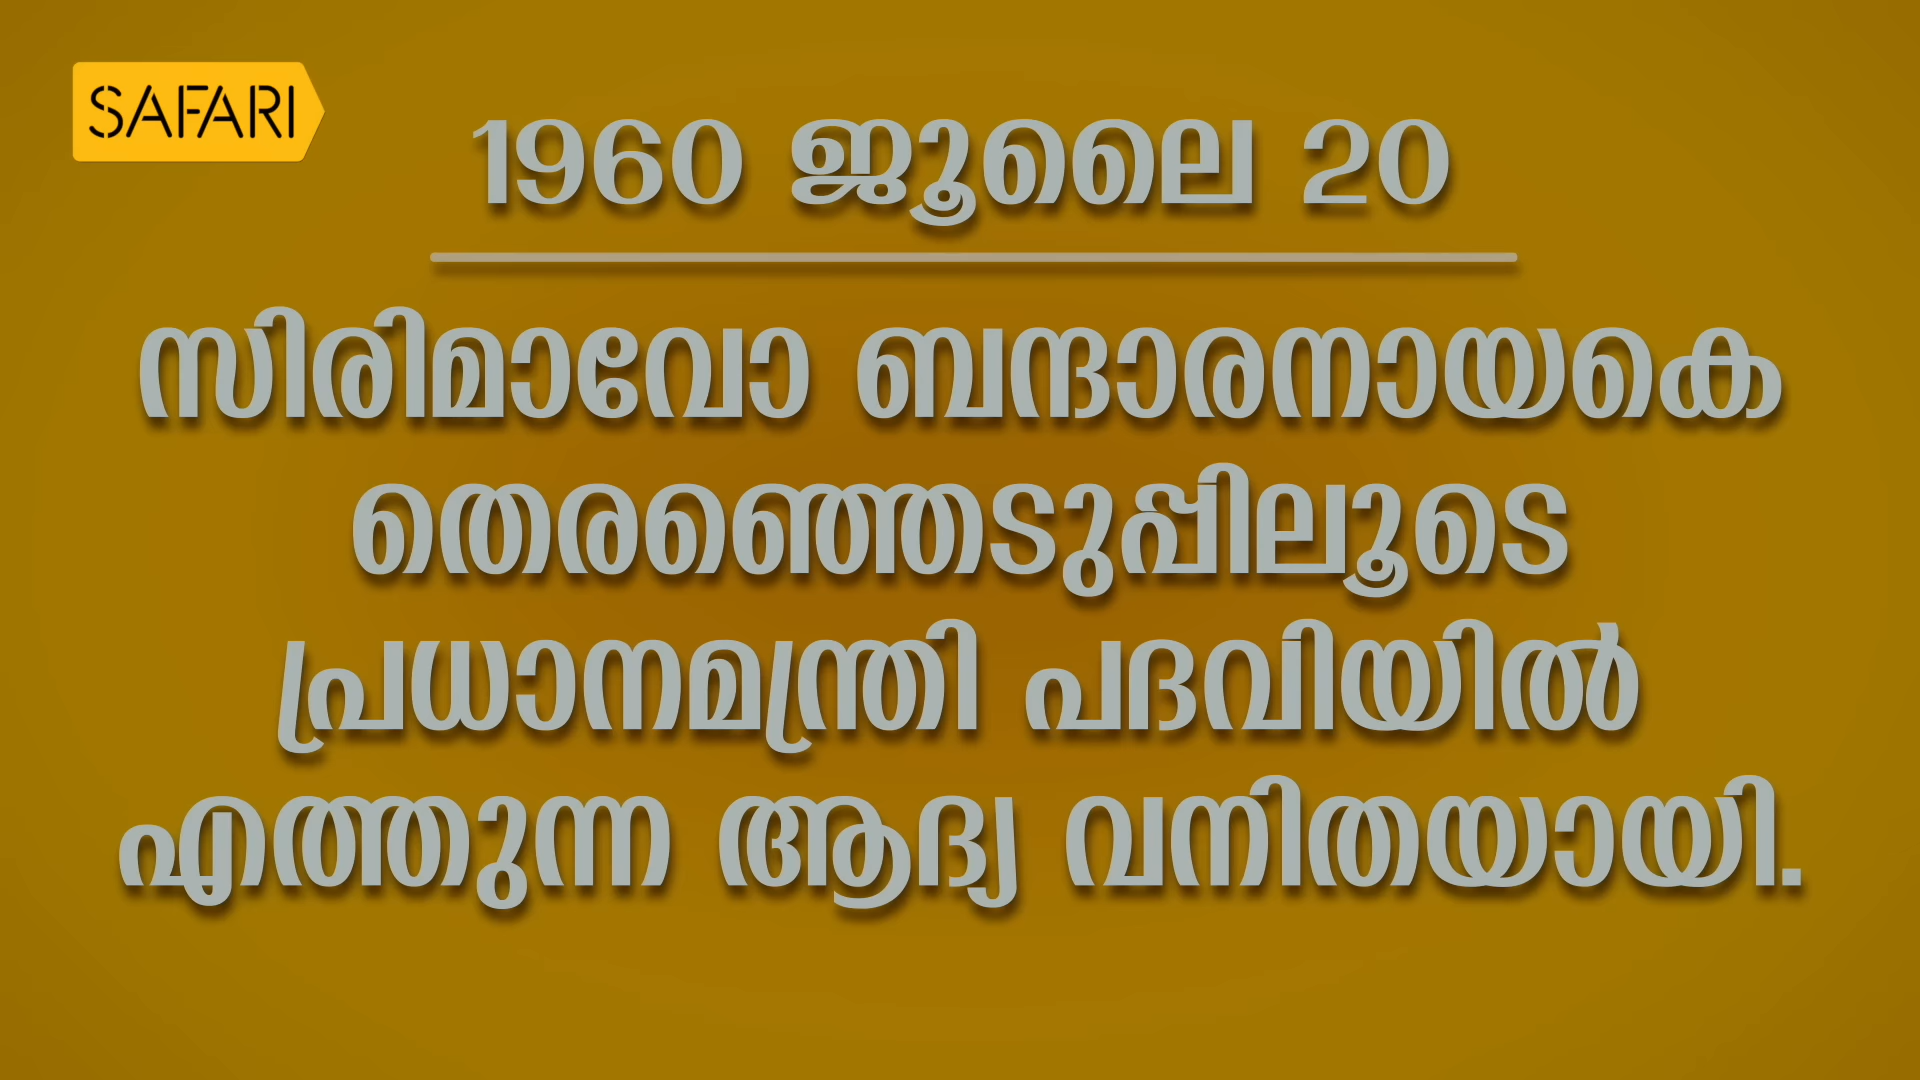 SAFARI
1960 ജൂലൈ 20
സിരിമാവോ ബന്ദാരനായകെ
തെരഞ്ഞെടുപ്പിലൂടെ
പ്രധാനമന്ത്രി പദവിയിൽ
എത്തുന്ന ആദ്യ വനിതയായി.